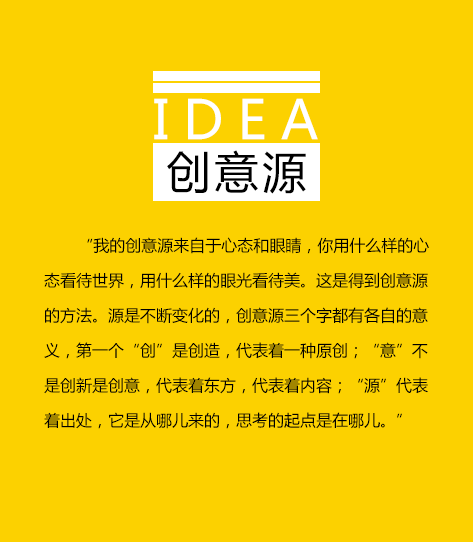 IDEA
创意源
“我的创意源来自于心态和眼睛，你用什么样的心
态看待世界，用什么样的眼光看待美。这是得到创意源
的方法。源是不断变化的，创意源三个字都有各自的意
义，第一个“创”是创造，代表着一种原创；“意”不
是创新是创意，代表着东方，代表着内容；“源”代表
着出处，它是从哪儿来的，思考的起点是在哪儿。”